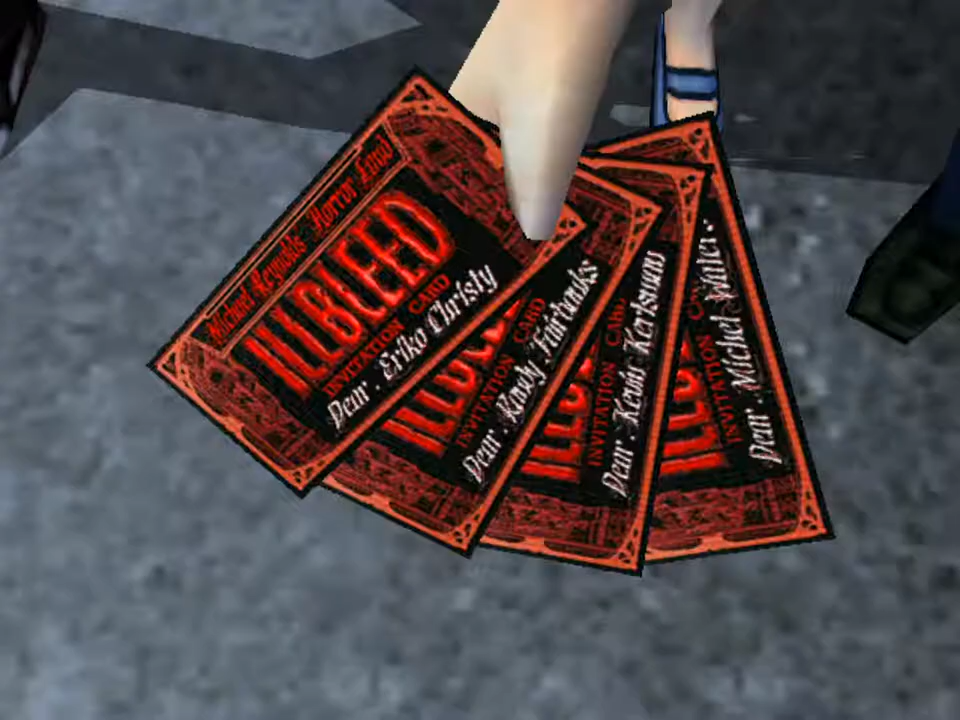 Michael Reynolds Horror Land
ILLBLEED
INVITATION CARD
Dear . Eriko Christy
INVITATION CARD
Dear . Randy Fairbanks
INVITATION CARD
Dear . Kevin Kertsman
INVITATION
Dear . Michel